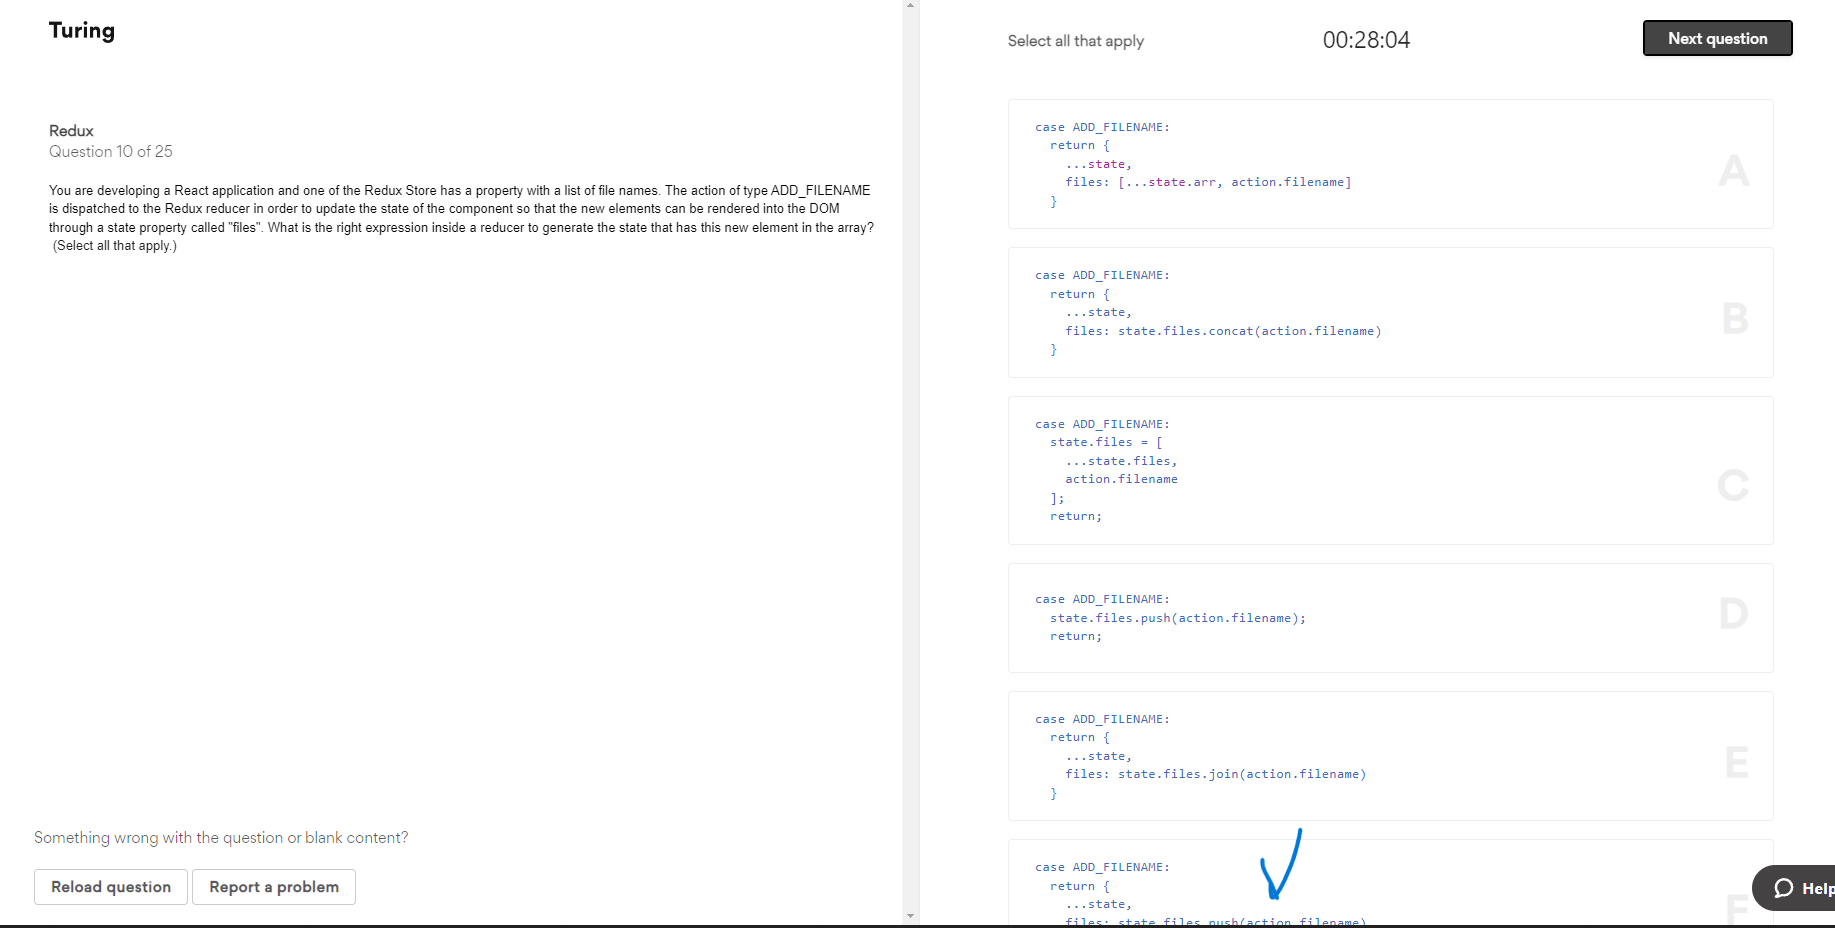 Turing
Redux
Question 10 of 25
You are developing a React application and one of the Redux Store has a property with a list of file names. The action of type ADD_FILENAME
is dispatched to the Redux reducer in order to update the state of the component so that the new elements can be rendered into the DOM
through a state property called "files". What is the right expression inside a reducer to generate the state that has this new element in the array?
(Select all that apply.)
Something wrong with the question or blank content?
Reload question
Report a problem
Select all that apply
00:28:04
Next question
case ADD_FILENAME:
return {
...state,
files: [...state.arr, action.filename]
}
A
case ADD_FILENAME:
return {
...state,
files: state.files.concat(action.filename)
}
B
case ADD_FILENAME:
state.files = [
...state.files,
action.filename
];
return;
C
case ADD_FILENAME:
state.files.push(action.filename);
return;
D
case ADD_FILENAME:
return {
...state,
files: state.files.join(action.filename)
}
E
case ADD_FILENAME:
return {
...state,
files: state.files.push(action.filename)
F
Help